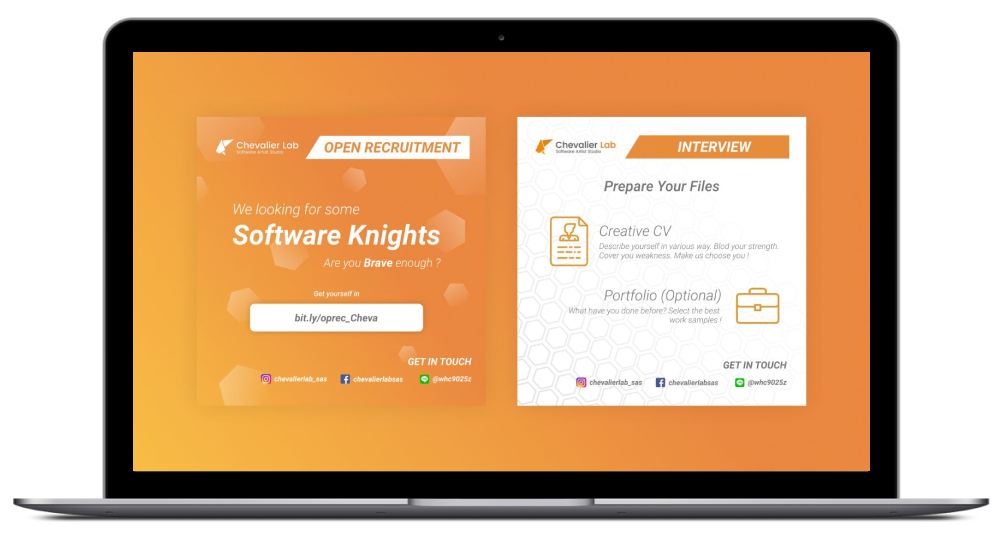 Chevalier Lab
Software Artist Studio
OPEN RECRUITMENT
We looking for some
Software Knights
Are you Brave enough ?
Get yourself in
bit.ly/oprec_Cheva
GET IN TOUCH
chevalierlab_sas
chevalierlabsas
@whc9025z
Chevalier Lab
Software Artist Studio
INTERVIEW
Prepare Your Files
Creative CV
Describe yourself in various way. Blod your strength.
Cover you weakness. Make us choose you !
Portfolio (Optional)
What have you done before? Select the best
work samples !
GET IN TOUCH
chevalierlab_sas
chevalierlabsas
@whc9025z